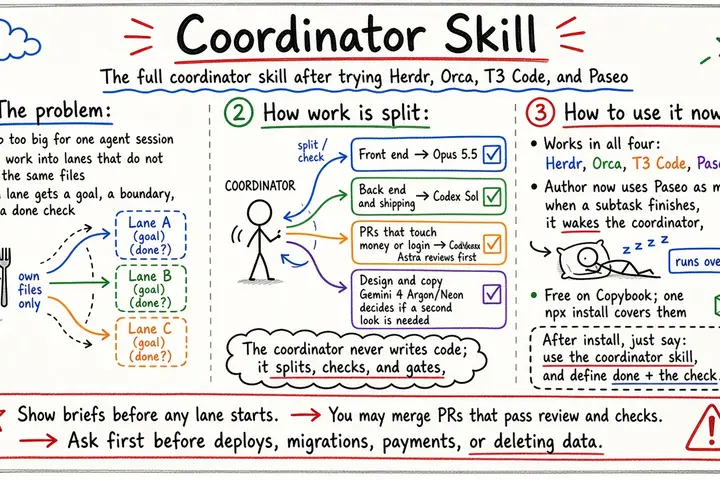 Coordinator Skill
The full coordinator skill after trying Herdr, Orca, T3 Code, and Paseo
The problem:
too big for one agent session
work into lanes that do not
the same files
lane gets a goal, a boundary,
a done check
own
files
only
Lane A
(goal)
(done?)
Lane B
(goal)
(done?)
Lane C
(goal)
(done?)
2 How work is split:
split /
check
COORDINATOR
Front end → Opus 5.5
Back end
and shipping → Codex Sol
PRs that touch
money or login →
Astra reviews first
Design and copy
Gemini 4 Argon/Neon
decides if a second
look is needed
The coordinator never writes code;
it splits, checks, and gates,
3 How to use it now
• Works in all four:
Herdr, Orca, T3 Code, Pas
• Author now uses Paseo as m
when a subtask finishes,
it wakes the coordinator,
z z z z
runs ove
• Free on Copybook; one
npx install covers them
After install, just say:
use the coordinator skill,
and define done + the check.
Show briefs before any lane starts. → You may merge PRs that pass review and checks.
→ Ask first before deploys, migrations, payments, or deleting data.